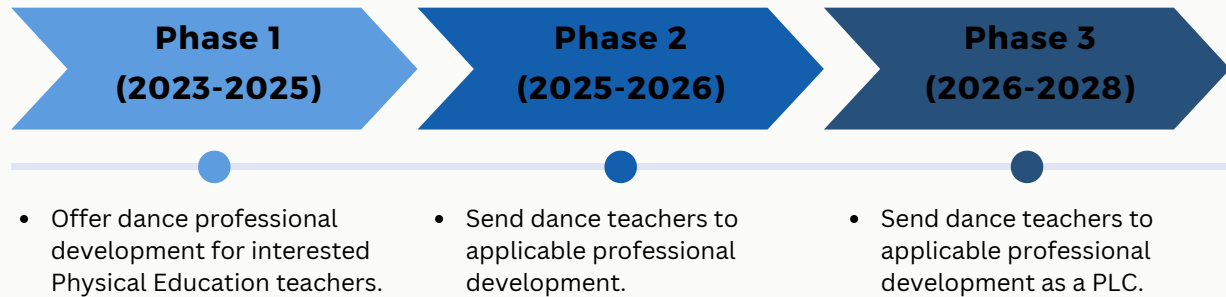 Phase 1
(2023-2025)
Phase 2
(2025-2026)
Phase 3
(2026-2028)
• Offer dance professional
development for interested
Physical Education teachers.
• Send dance teachers to
applicable professional
development.
• Send dance teachers to
applicable professional
development as a PLC.